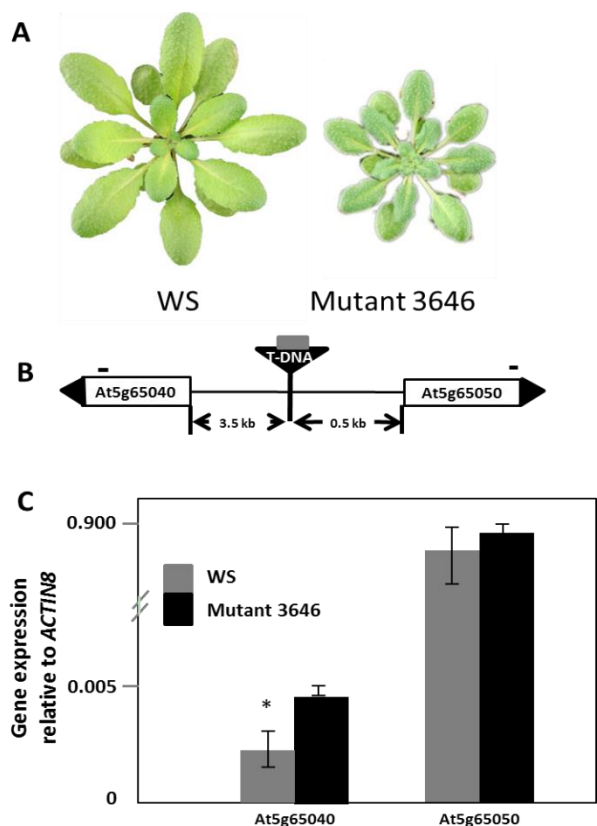 A
WS
Mutant 3646
B
T-DNA
At5g65040
At5g65050
3.5 kb
0.5 kb
C
Gene expression
relative to ACTIN8
0.900
0.005
0
WS
Mutant 3646
*
At5g65040
At5g65050